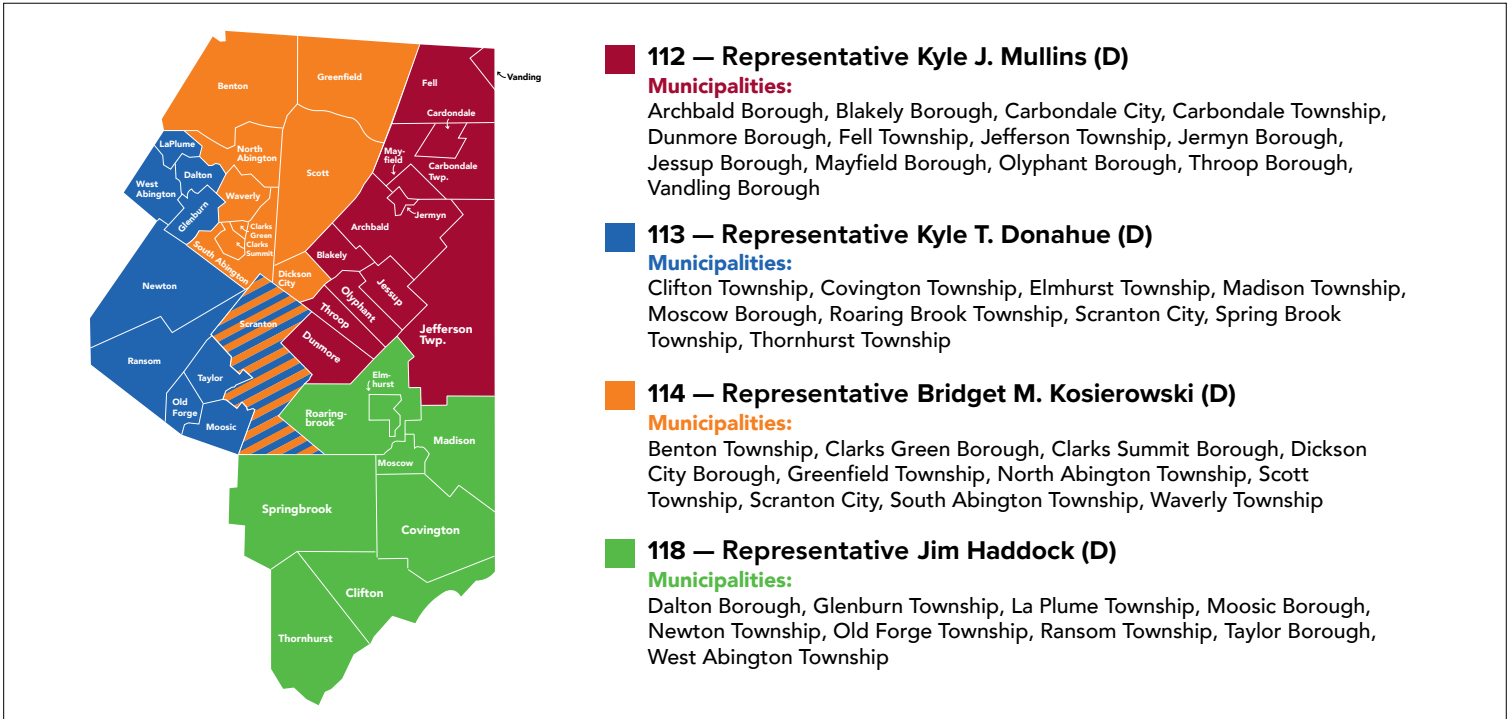 Benton
Greenfield
Fell
Vanding
Cardondale
LaPlume
North
Abington
May-
field
Carbondale
Twp.
Scott
Dalton
West
Abington
Waverly
Glenburn
Jermyn
Clarks
Green
Clarks
Summit
Archbald
South Abington
Blakely
Dickson
City
Newton
Jessup
Olyphant
Throop
Scranton
Jefferson
Twp.
Dunmore
Ransom
Taylor
Elm-
hurst
Old
Forge
Moosic
Roaring-
brook
Madison
Moscow
Springbrook
Covington
Clifton
Thornhurst
112 — Representative Kyle J. Mullins (D)
Municipalities:
Archbald Borough, Blakely Borough, Carbondale City, Carbondale Township,
Dunmore Borough, Fell Township, Jefferson Township, Jermyn Borough,
Jessup Borough, Mayfield Borough, Olyphant Borough, Throop Borough,
Vandling Borough
113 — Representative Kyle T. Donahue (D)
Municipalities:
Clifton Township, Covington Township, Elmhurst Township, Madison Township,
Moscow Borough, Roaring Brook Township, Scranton City, Spring Brook
Township, Thornhurst Township
114 — Representative Bridget M. Kosierowski (D)
Municipalities:
Benton Township, Clarks Green Borough, Clarks Summit Borough, Dickson
City Borough, Greenfield Township, North Abington Township, Scott
Township, Scranton City, South Abington Township, Waverly Township
118 — Representative Jim Haddock (D)
Municipalities:
Dalton Borough, Glenburn Township, La Plume Township, Moosic Borough,
Newton Township, Old Forge Township, Ransom Township, Taylor Borough,
West Abington Township